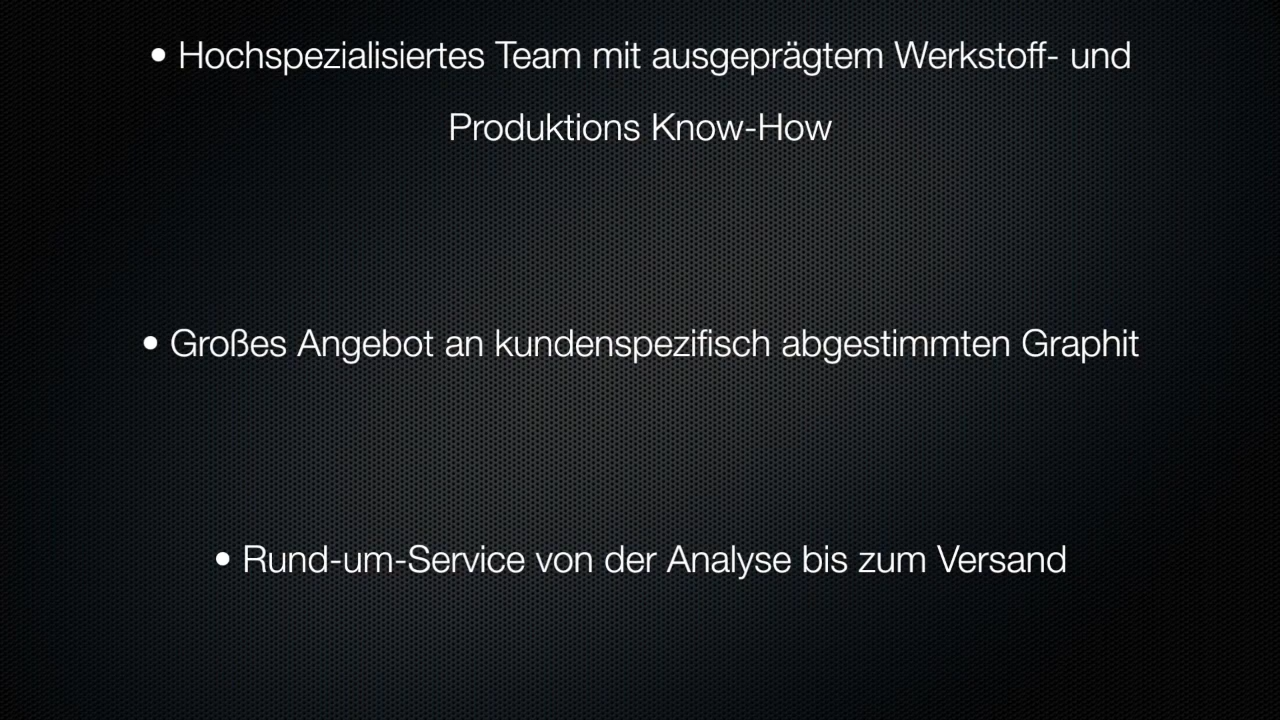 • Hochspezialisiertes Team mit ausgeprägtem Werkstoff- und
Produktions Know-How
• Großes Angebot an kundenspezifisch abgestimmten Graphit
• Rund-um-Service von der Analyse bis zum Versand